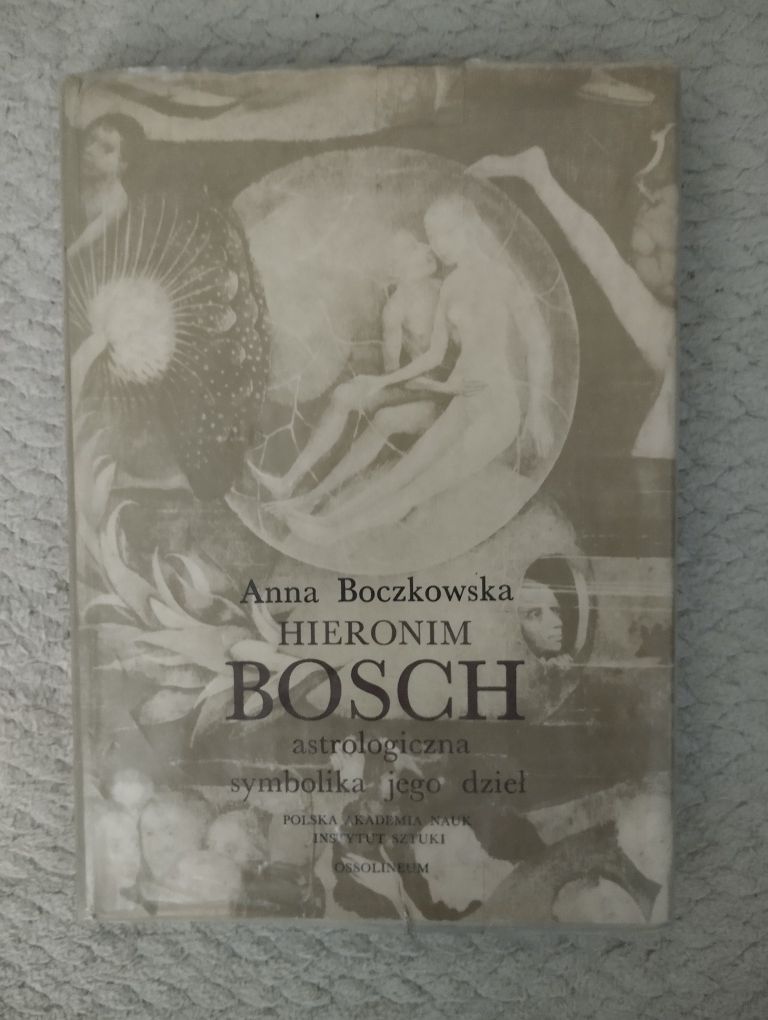 Anna Boczkowska
HIERONIM
BOSCH
astrologiczna
symbolika jego dzieł
POLSKA AKADEMIA NAUK
INSTYTUT SZTUKI
OSSOLINEUM